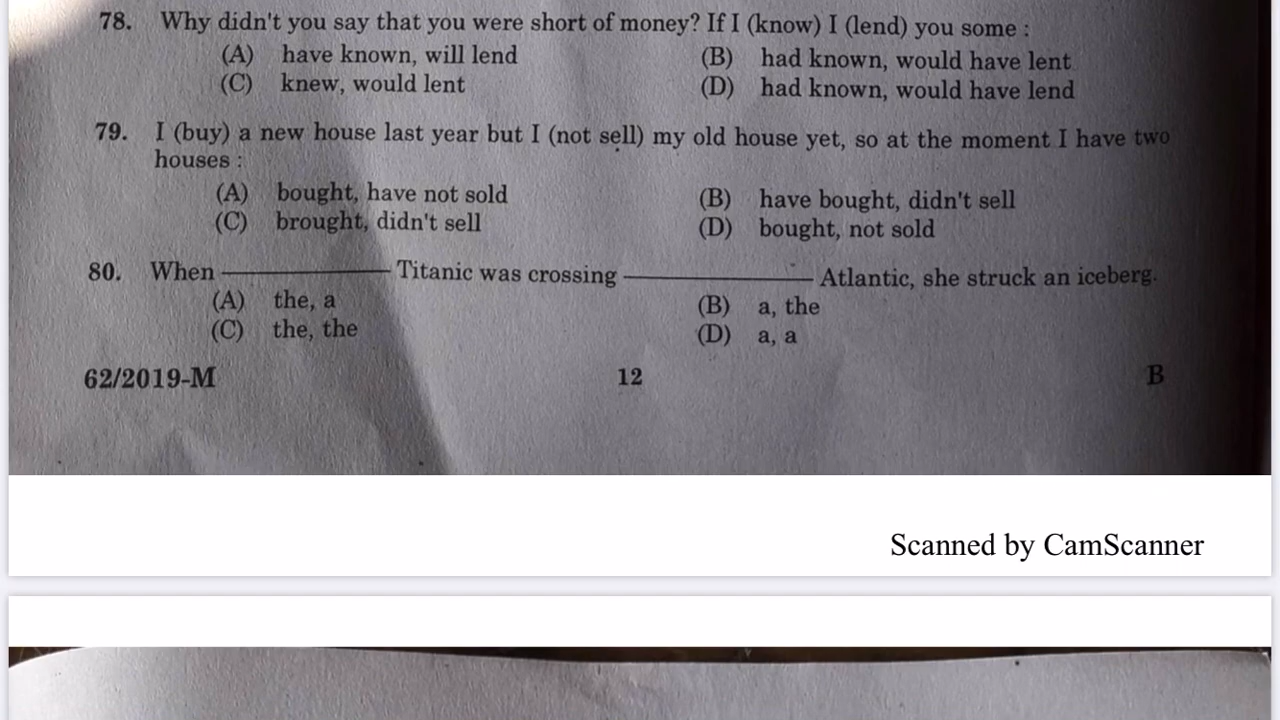 78. Why didn't you say that you were short of money? If I (know) I (lend) you some :
(A) have known, will lend (B) had known, would have lent
(C) knew, would lent (D) had known, would have lend
79. I (buy) a new house last year but I (not sell) my old house yet, so at the moment I have two
houses :
(A) bought, have not sold (B) have bought, didn't sell
(C) brought, didn't sell (D) bought, not sold
80. When ______ Titanic was crossing ______ Atlantic, she struck an iceberg.
(A) the, a (B) a, the
(C) the, the (D) a, a
62/2019-M 12 B
Scanned by CamScanner